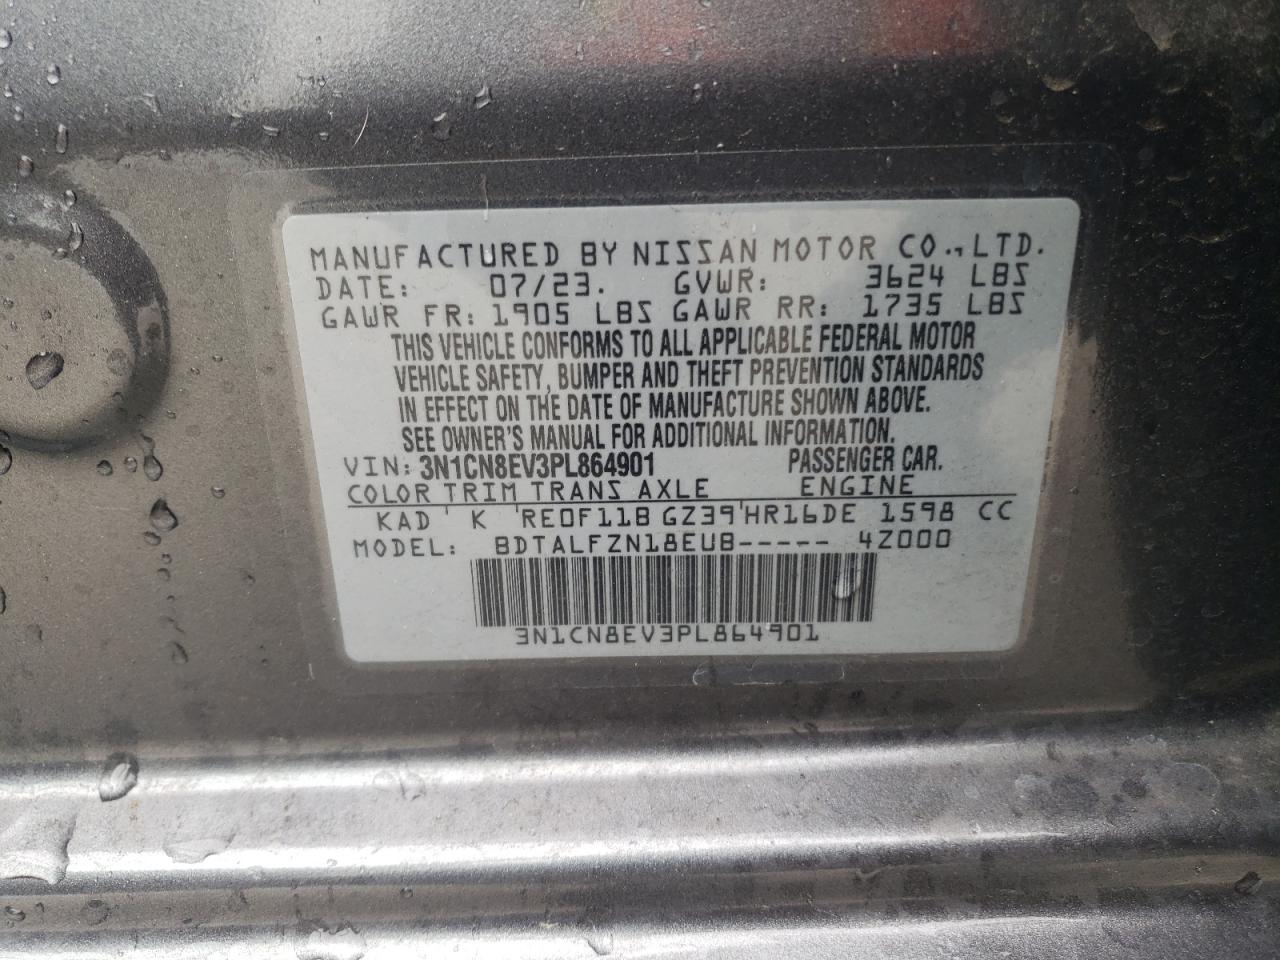 MANUFACTURED BY NISSAN MOTOR CO., LTD.
DATE: 07/23. GVWR: 3624 LBS
GAWR FR: 1905 LBS GAWR RR: 1735 LBS
THIS VEHICLE CONFORMS TO ALL APPLICABLE FEDERAL MOTOR
VEHICLE SAFETY, BUMPER AND THEFT PREVENTION STANDARDS
IN EFFECT ON THE DATE OF MANUFACTURE SHOWN ABOVE.
SEE OWNER'S MANUAL FOR ADDITIONAL INFORMATION.
VIN: 3N1CN8EV3PL864901 PASSENGER CAR.
COLOR TRIM TRANS AXLE ENGINE
KAD ' K 'RE0F11B GZ39'HR16DE 1598 CC
MODEL: BDTALFZN18EUB----- 4Z000
3N1CN8EV3PL864901